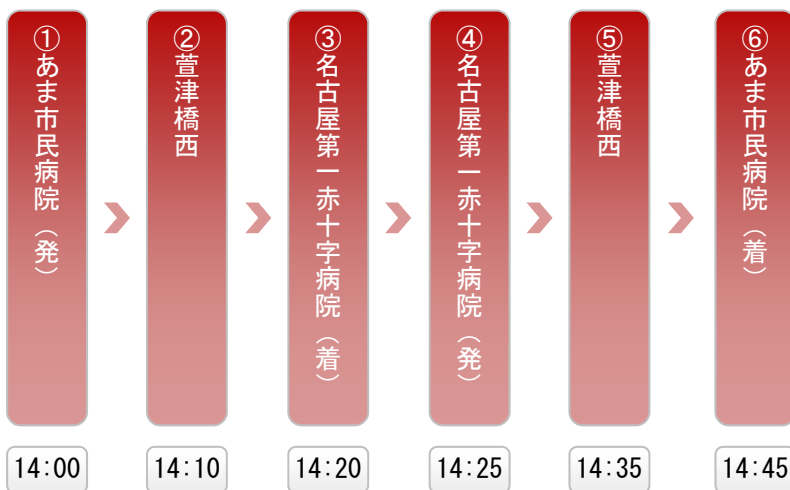 ①あま市民病院（発）
②萱津橋西
③名古屋第一赤十字病院（着）
④名古屋第一赤十字病院（発）
⑤萱津橋西
⑥あま市民病院（着）
14:00
14:10
14:20
14:25
14:35
14:45